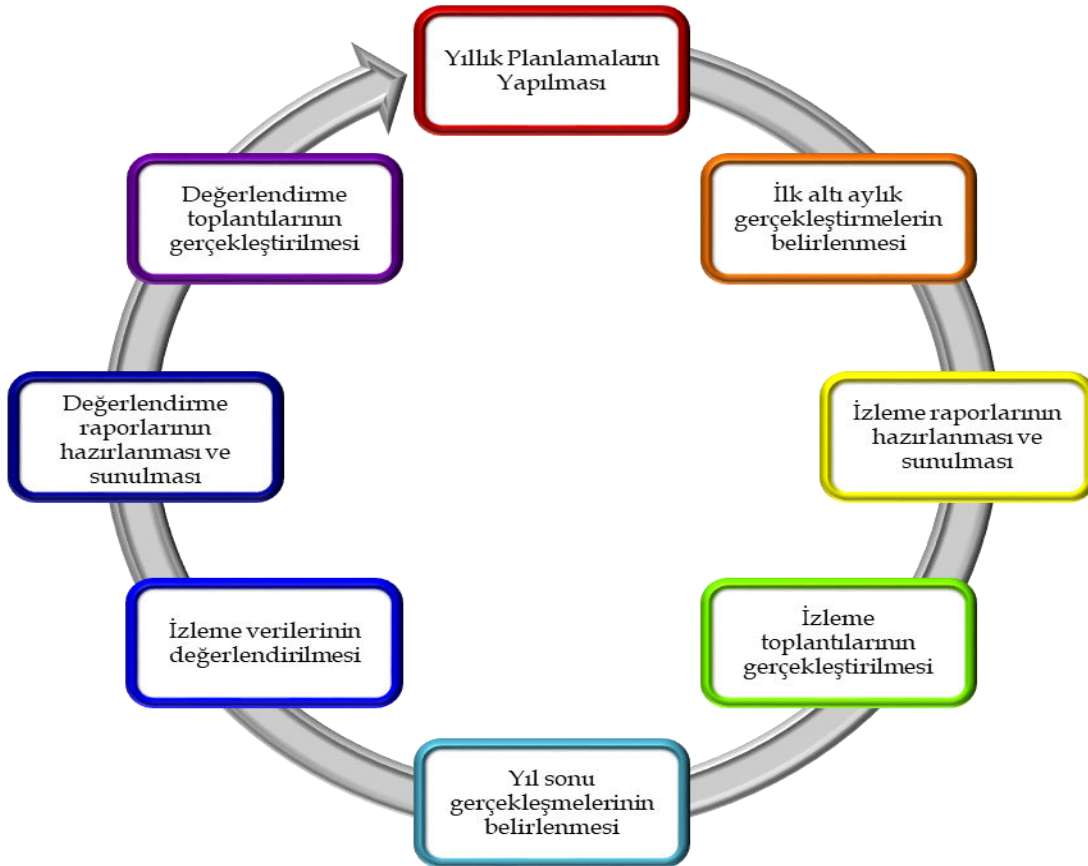 Yıllık Planlamaların
Yapılması
İlk altı aylık
gerçekleştirmelerin
belirlenmesi
İzleme raporlarının
hazırlanması ve
sunulması
İzleme
toplantılarının
gerçekleştirilmesi
Yıl sonu
gerçekleşmelerinin
belirlenmesi
İzleme verilerinin
değerlendirilmesi
Değerlendirme
raporlarının
hazırlanması ve
sunulması
Değerlendirme
toplantılarının
gerçekleştirilmesi